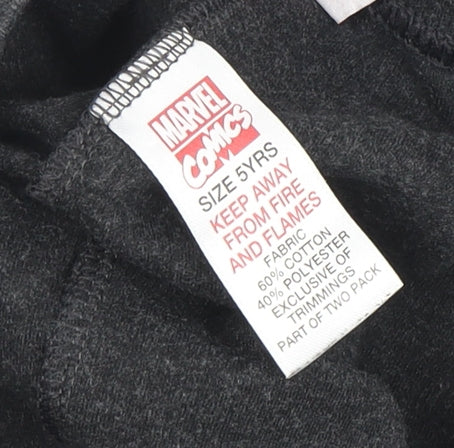 MARVEL
COMICS
SIZE 5YRS
KEEP AWAY
FROM FIRE
AND FLAMES
FABRIC
60% COTTON
40% POLYESTER
EXCLUSIVE OF
TRIMMINGS
PART OF TWO PACK